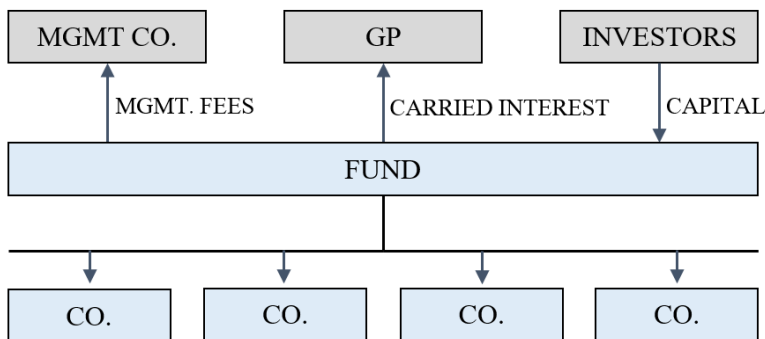 MGMT CO.
GP
INVESTORS
MGMT. FEES
CARRIED INTEREST
CAPITAL
FUND
CO.
CO.
CO.
CO.